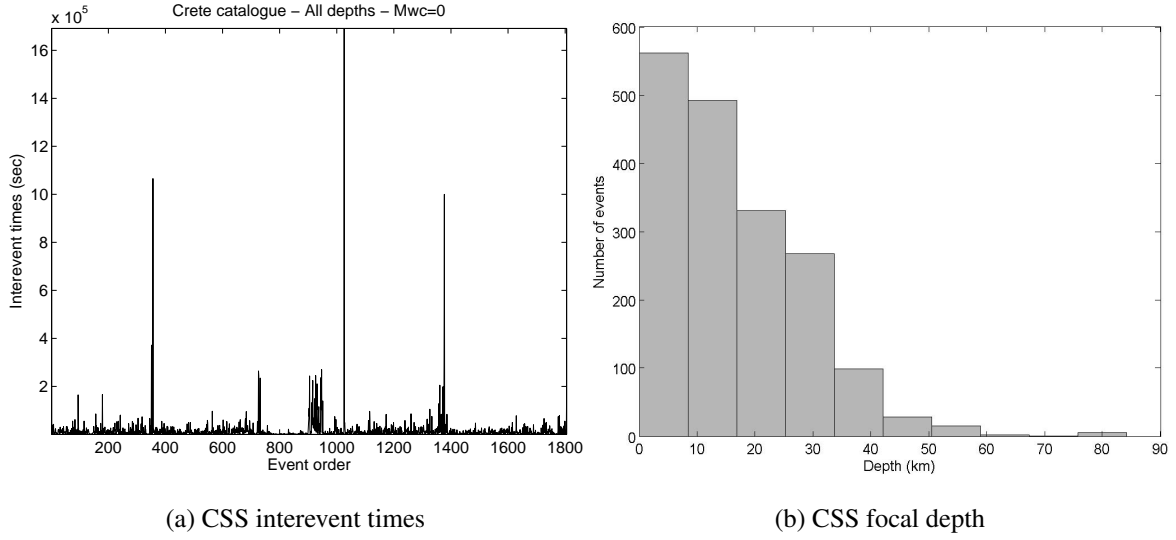 Crete catalogue − All depths − Mwc=0
x 10^5
16
14
12
10
8
6
4
2
Interevent times (sec)
200 400 600 800 1000 1200 1400 1600 1800
Event order
(a) CSS interevent times
600
500
400
300
200
100
0
Number of events
0 10 20 30 40 50 60 70 80 90
Depth (km)
(b) CSS focal depth